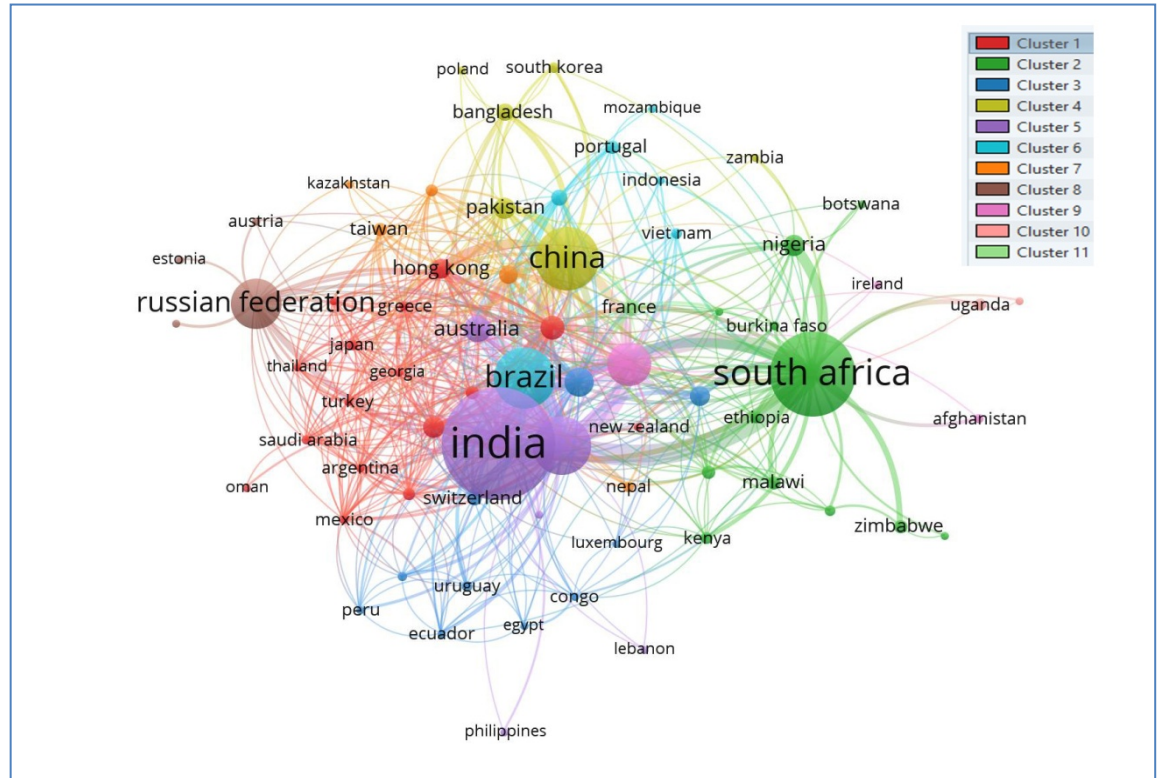 Cluster 1
Cluster 2
Cluster 3
Cluster 4
Cluster 5
Cluster 6
Cluster 7
Cluster 8
Cluster 9
Cluster 10
Cluster 11
poland
south korea
bangladesh
mozambique
portugal
zambia
kazakhstan
indonesia
botswana
pakistan
austria
taiwan
viet nam
nigeria
estonia
china
hong kong
ireland
russian federation
greece
france
uganda
australia
burkina faso
japan
thailand
georgia
brazil
south africa
turkey
ethiopia
afghanistan
new zealand
saudi arabia
india
argentina
oman
switzerland
nepal
malawi
mexico
zimbabwe
kenya
luxembourg
uruguay
congo
peru
egypt
ecuador
lebanon
philippines